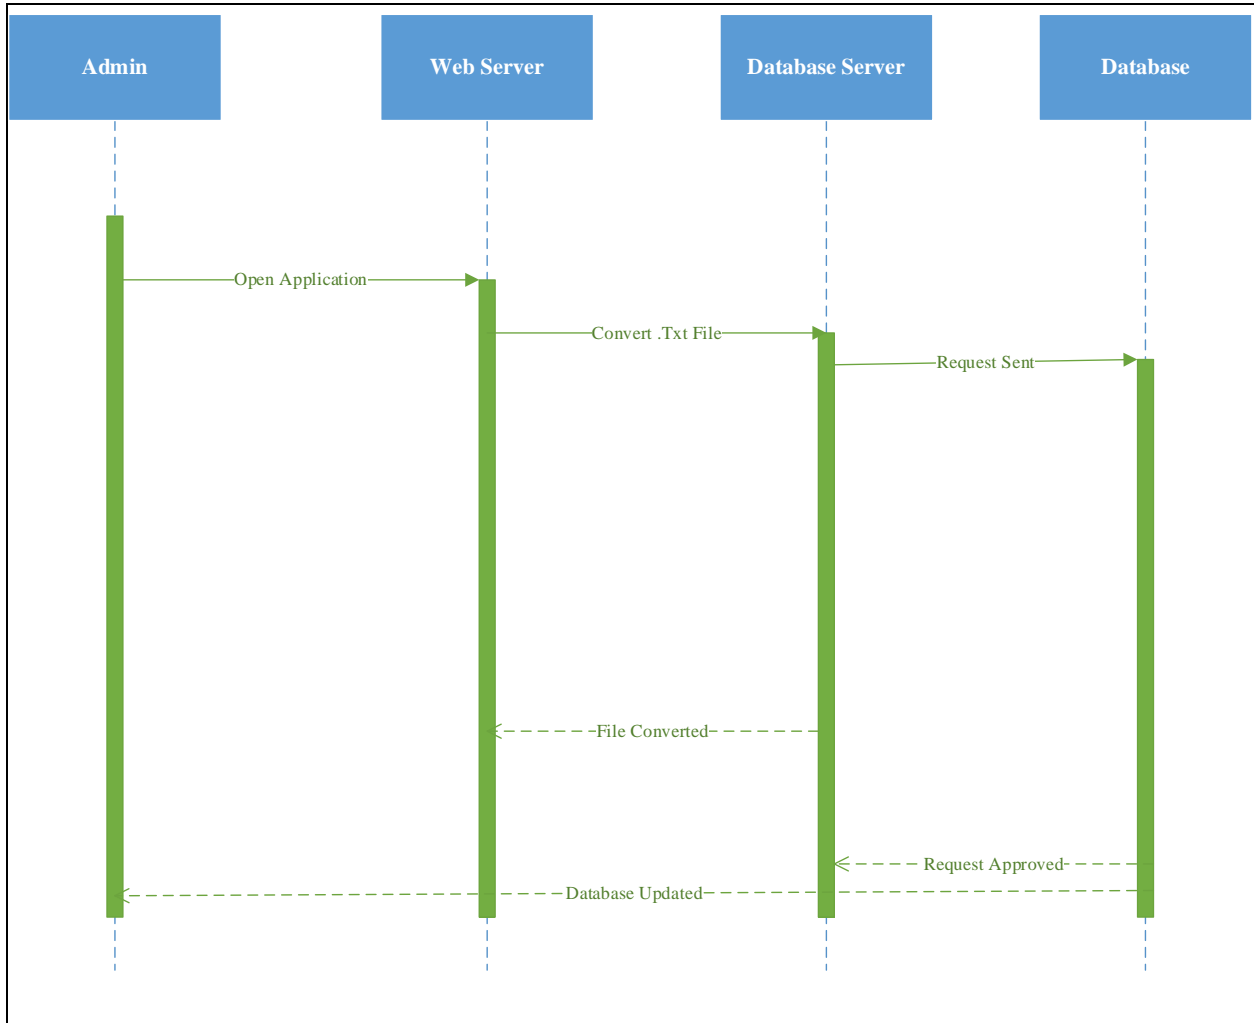 Admin
Web Server
Database Server
Database
Open Application
Convert .Txt File
Request Sent
File Converted
Request Approved
Database Updated